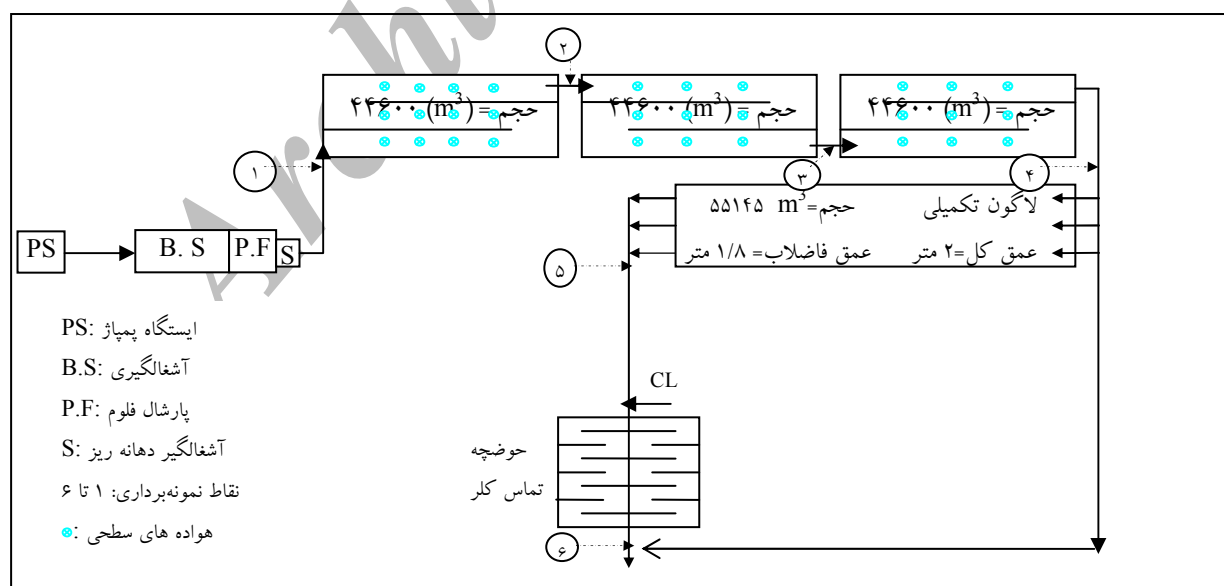 Archi
۲
حجم = ۴۴۶۰۰ (m³)
حجم = ۴۴۶۰۰ (m³)
حجم = ۴۴۶۰۰ (m³)
۱
۳
۴
لاگون تکمیلی حجم= ۵۵۱۴۵ m³
عمق کل=۲ متر عمق فاضلاب= ۱/۸ متر
PS
B. S
P.F
S
۵
PS: ایستگاه پمپاژ
B.S: آشغالگیری
P.F: پارشال فلوم
S: آشغالگیر دهانه ریز
نقاط نمونه‌برداری: ۱ تا ۶
هواده های سطحی :
CL
حوضچه
تماس کلر
۶